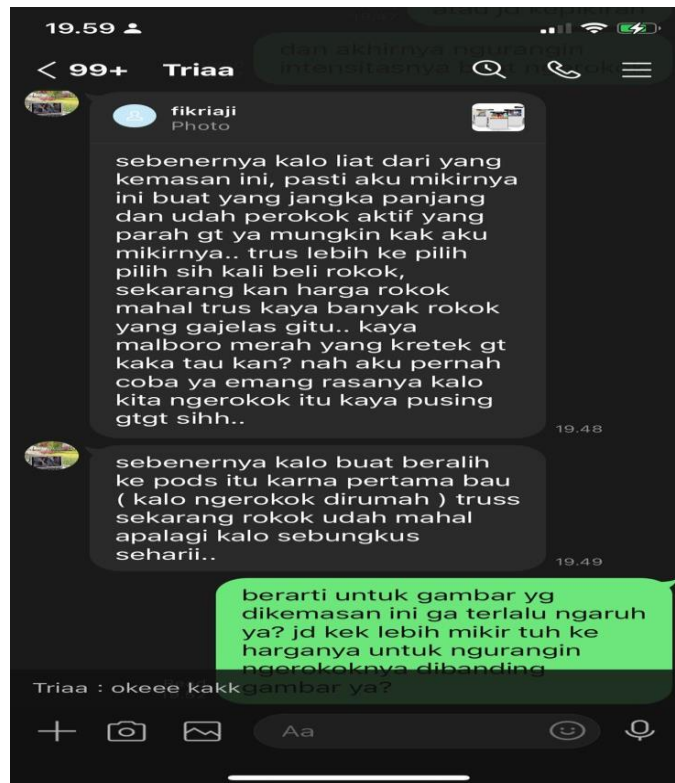 19.59
dan akhirnya ngurangin
< 99+ Triaa
fikriaji
Photo
sebenernya kalo liat dari yang
kemasan ini, pasti aku mikirnya
ini buat yang jangka panjang
dan udah perokok aktif yang
parah gt ya mungkin kak aku
mikirnya.. trus lebih ke pilih
pilih sih kali beli rokok,
sekarang kan harga rokok
mahal trus kaya banyak rokok
yang gajelas gitu.. kaya
malboro merah yang kretek gt
kaka tau kan? nah aku pernah
coba ya emang rasanya kalo
kita ngerokok itu kaya pusing
gtgt sihh..
19.48
sebenernya kalo buat beralih
ke pods itu karna pertama bau
( kalo ngerokok dirumah ) truss
sekarang rokok udah mahal
apalagi kalo sebungkus
seharii..
19.49
berarti untuk gambar yg
dikemasan ini ga terlalu ngaruh
ya? jd kek lebih mikir tuh ke
harganya untuk ngurangin
ngerokoknya dibanding
gambar ya?
Triaa : okeee kakk
Aa